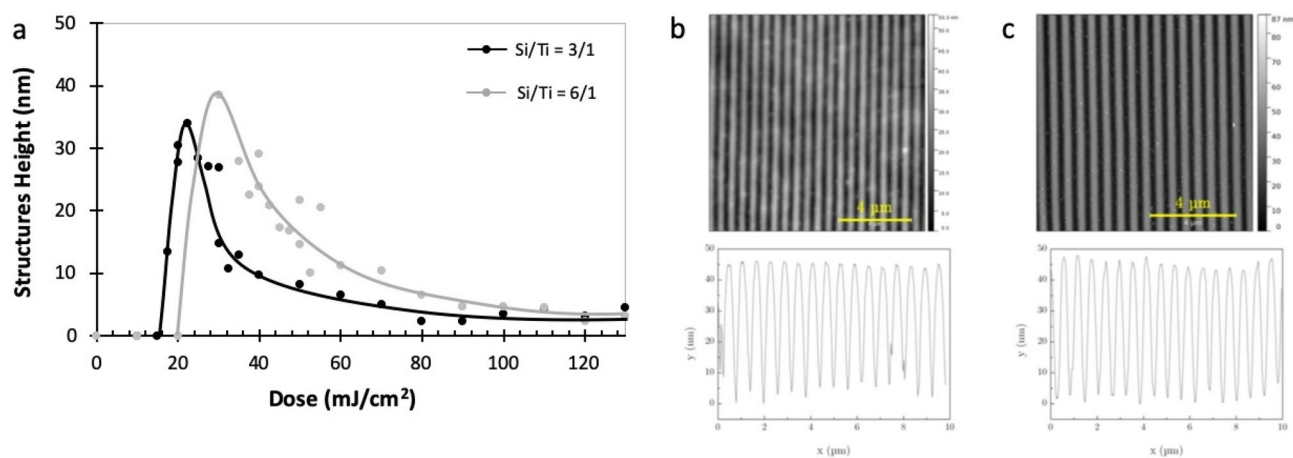 a
50
40
30
20
10
0
Structures Height (nm)
0 20 40 60 80 100 120
Dose (mJ/cm²)
Si/Ti = 3/1
Si/Ti = 6/1
b
4 µm
50
40
30
20
10
0
y (nm)
0 2 4 6 8 10
x (µm)
c
87 nm
80
70
60
50
40
30
20
10
0
4 µm
50
40
30
20
10
0
y (nm)
0 2 4 6 8 10
x (µm)